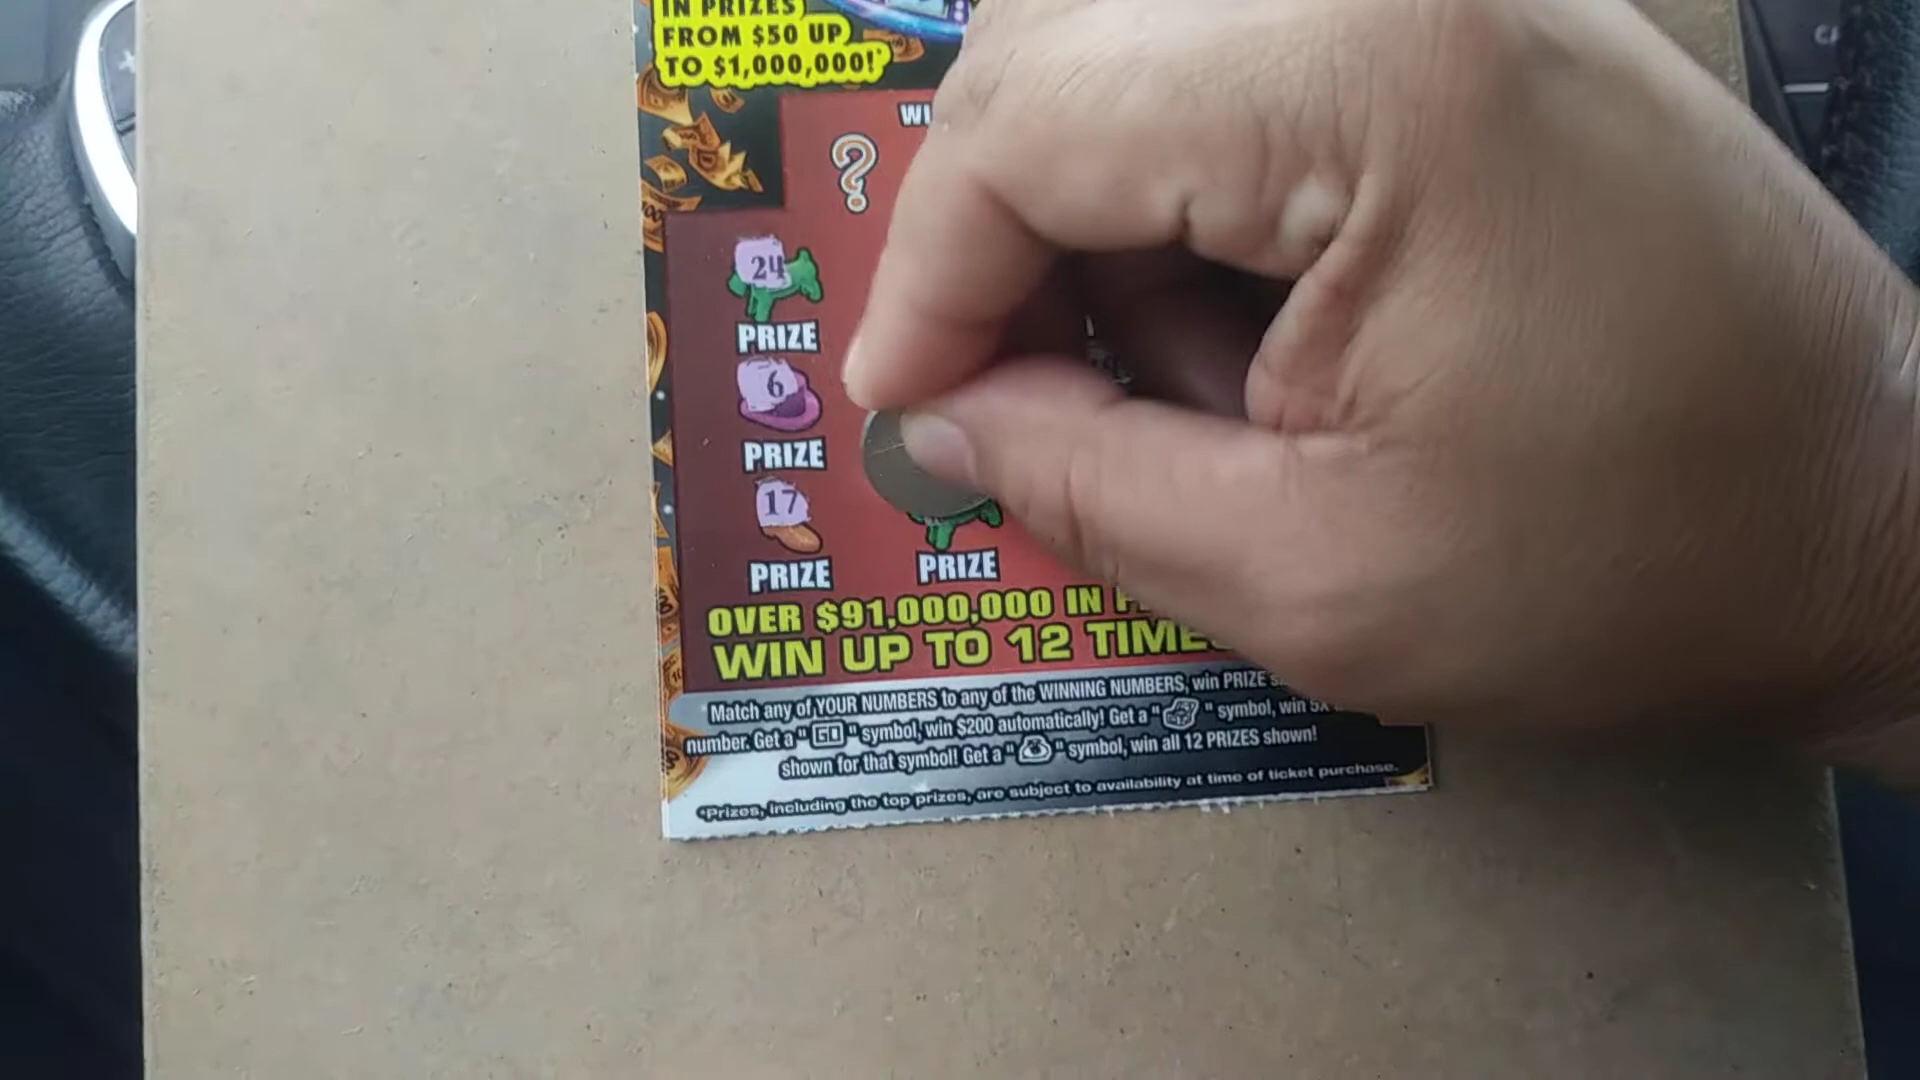 IN PRIZES
FROM $50 UP
TO $1,000,000!*
24
PRIZE
6
PRIZE
17
PRIZE
PRIZE
OVER $91,000,000 IN
WIN UP TO 12
*Match any of YOUR NUMBERS to any of the WINNING NUMBERS, win PRIZE
number. Get a " GO " symbol, win $200 automatically! Get a " " symbol, win 5X
shown for that symbol! Get a " " symbol, win all 12 PRIZES shown!
*Prizes, including the top prizes, are subject to availability at time of ticket purchase.